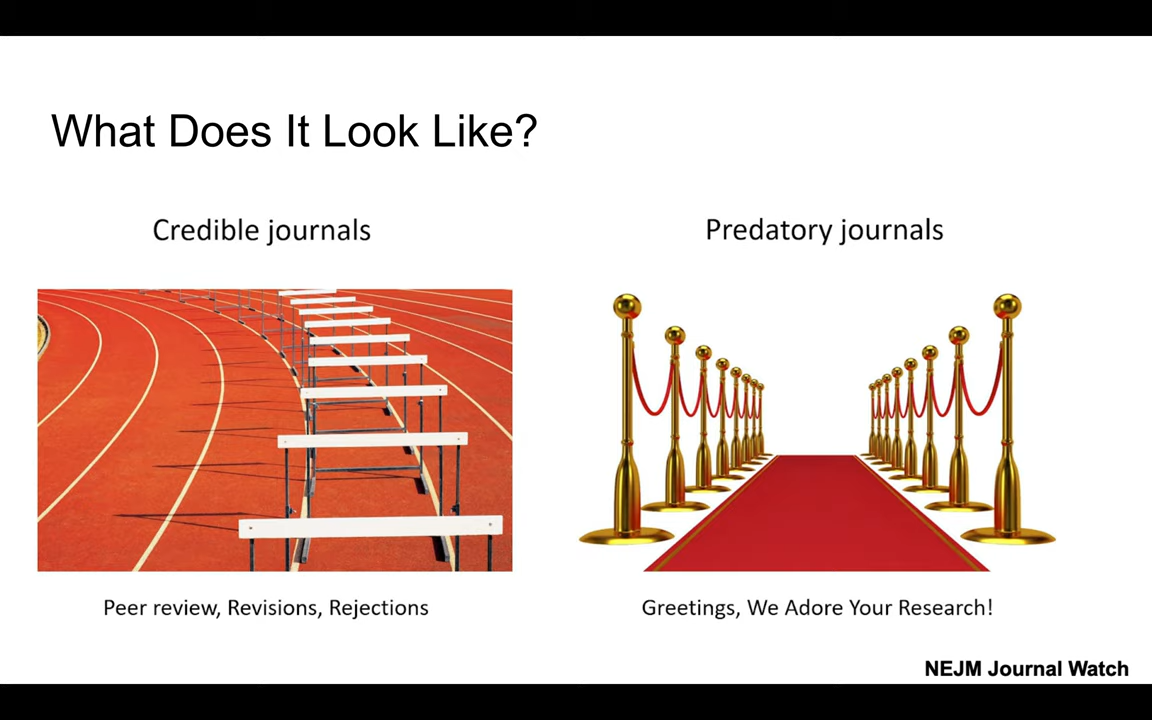 What Does It Look Like?
Credible journals
Predatory journals
Peer review, Revisions, Rejections
Greetings, We Adore Your Research!
NEJM Journal Watch